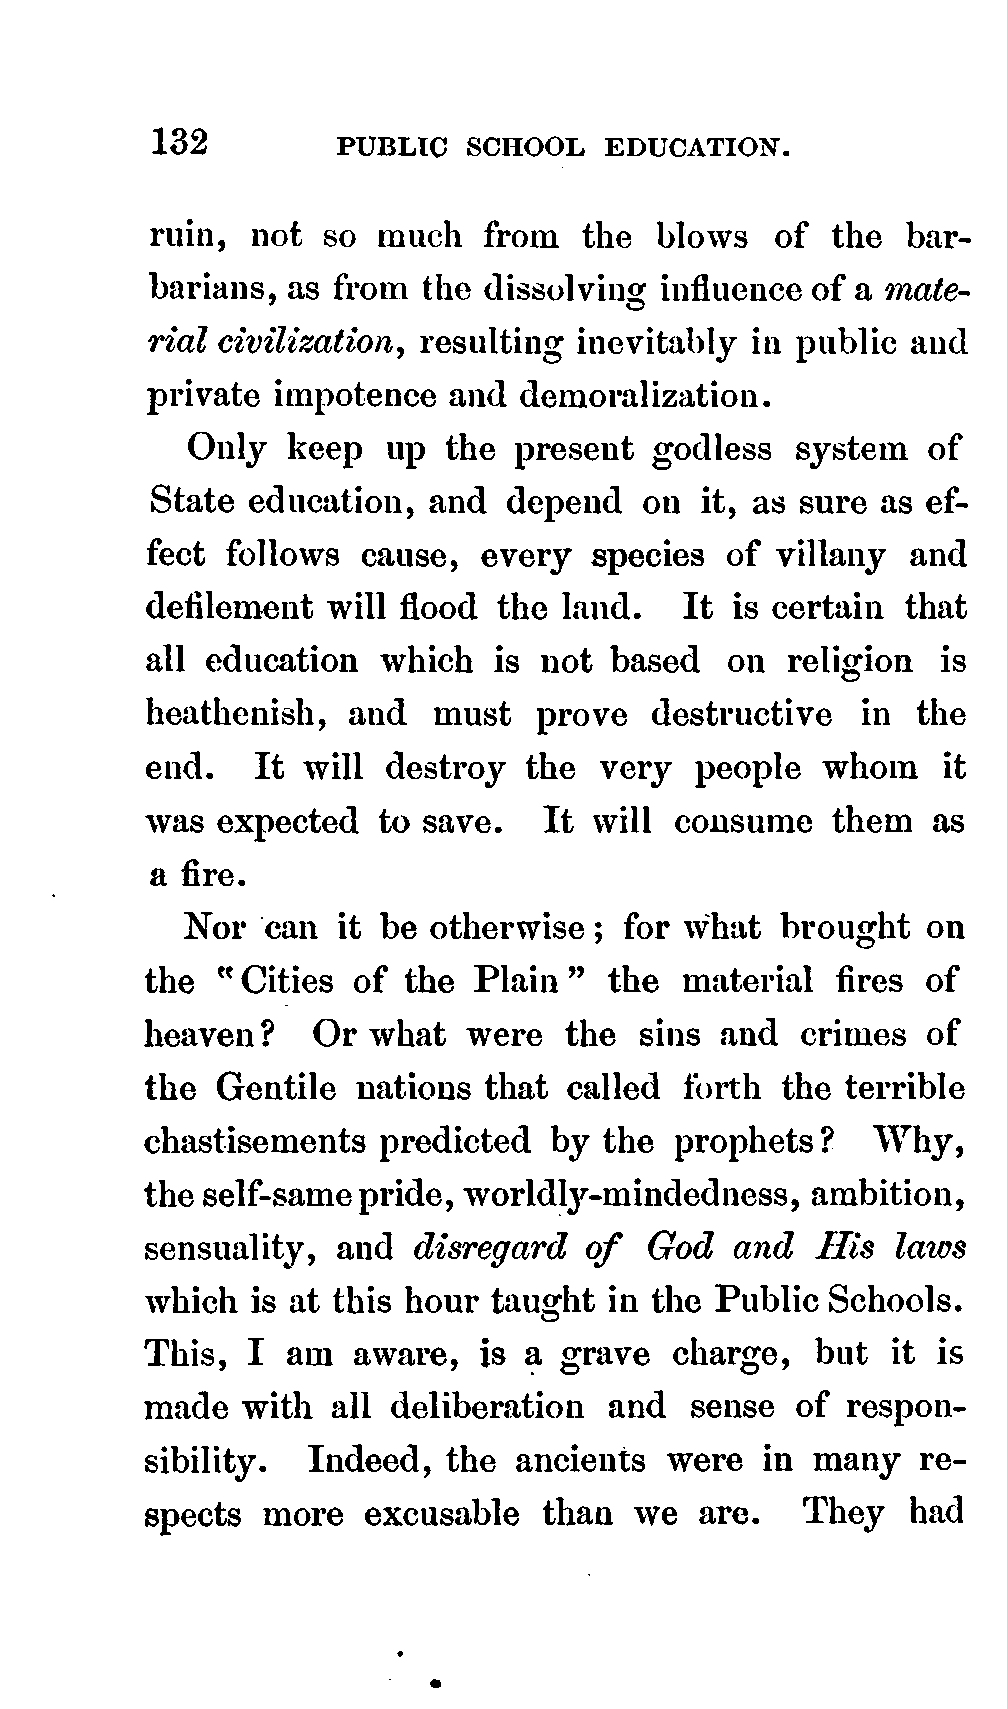 132 PUBLIC SCHOOL EDUCATION.
ruin, not so much from the blows of the bar-
barians, as from the dissolving influence of a mate-
rial civilization, resulting inevitably in public and
private impotence and demoralization.
Only keep up the present godless system of
State education, and depend on it, as sure as ef-
fect follows cause, every species of villany and
defilement will flood the land. It is certain that
all education which is not based on religion is
heathenish, and must prove destructive in the
end. It will destroy the very people whom it
was expected to save. It will consume them as
a fire.
Nor can it be otherwise; for what brought on
the "Cities of the Plain" the material fires of
heaven? Or what were the sins and crimes of
the Gentile nations that called forth the terrible
chastisements predicted by the prophets? Why,
the self-same pride, worldly-mindedness, ambition,
sensuality, and disregard of God and His laws
which is at this hour taught in the Public Schools.
This, I am aware, is a grave charge, but it is
made with all deliberation and sense of respon-
sibility. Indeed, the ancients were in many re-
spects more excusable than we are. They had